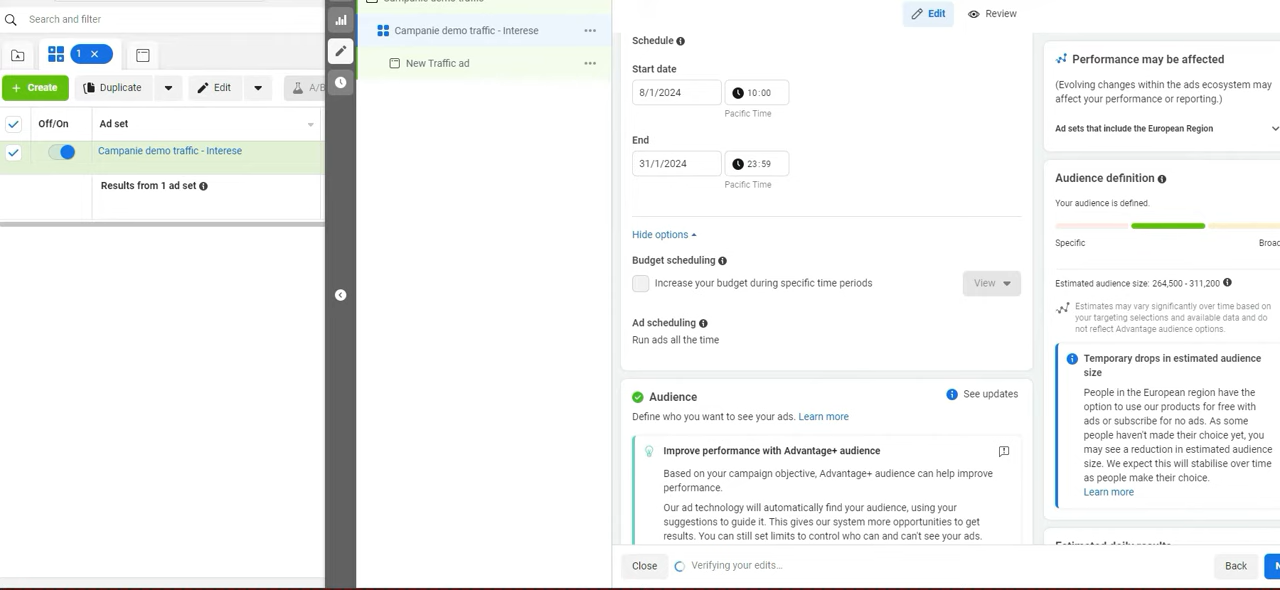 Search and filter
1
Create
Duplicate
Edit
A/B
Off/On
Ad set
Campanie demo traffic - Interese
Results from 1 ad set
Campanie demo traffic
Campanie demo traffic - Interese
New Traffic ad
Edit
Review
Schedule
Start date
8/1/2024
10:00
Pacific Time
End
31/1/2024
23:59
Pacific Time
Hide options
Budget scheduling
Increase your budget during specific time periods
View
Ad scheduling
Run ads all the time
Audience
See updates
Define who you want to see your ads. Learn more
Improve performance with Advantage+ audience
Based on your campaign objective, Advantage+ audience can help improve
performance.
Our ad technology will automatically find your audience, using your
suggestions to guide it. This gives our system more opportunities to get
results. You can still set limits to control who can and can't see your ads.
Close
Verifying your edits...
Back
N
Performance may be affected
(Evolving changes within the ads ecosystem may
affect your performance or reporting.)
Ad sets that include the European Region
Audience definition
Your audience is defined.
Specific
Broad
Estimated audience size: 264,500 - 311,200
Estimates may vary significantly over time based on
your targeting selections and available data and do
not reflect Advantage audience options.
Temporary drops in estimated audience
size
People in the European region have the
option to use our products for free with
ads or subscribe for no ads. As some
people haven't made their choice yet, you
may see a reduction in estimated audience
size. We expect this will stabilise over time
as people make their choice.
Learn more
Estimated daily results